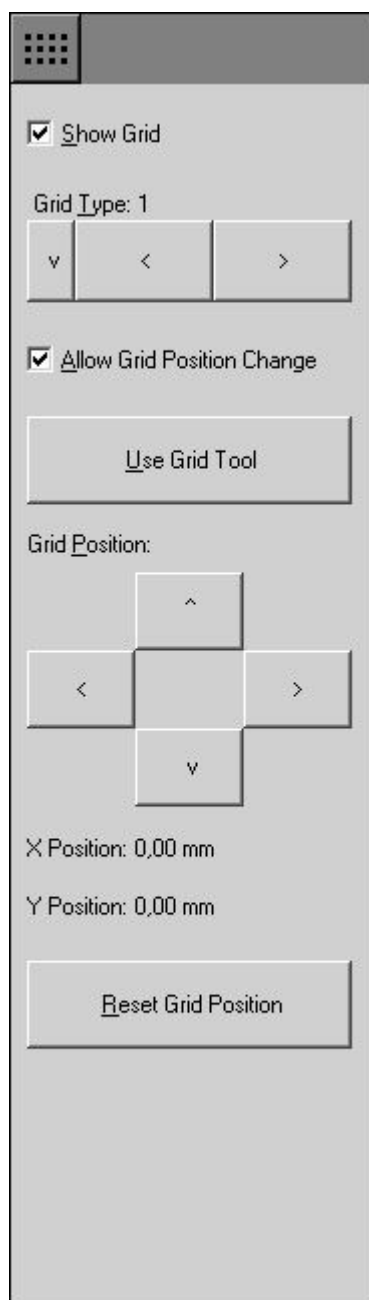 Show Grid
Grid Type: 1
v < >
Allow Grid Position Change
Use Grid Tool
Grid Position:
^
< >
v
X Position: 0,00 mm
Y Position: 0,00 mm
Reset Grid Position